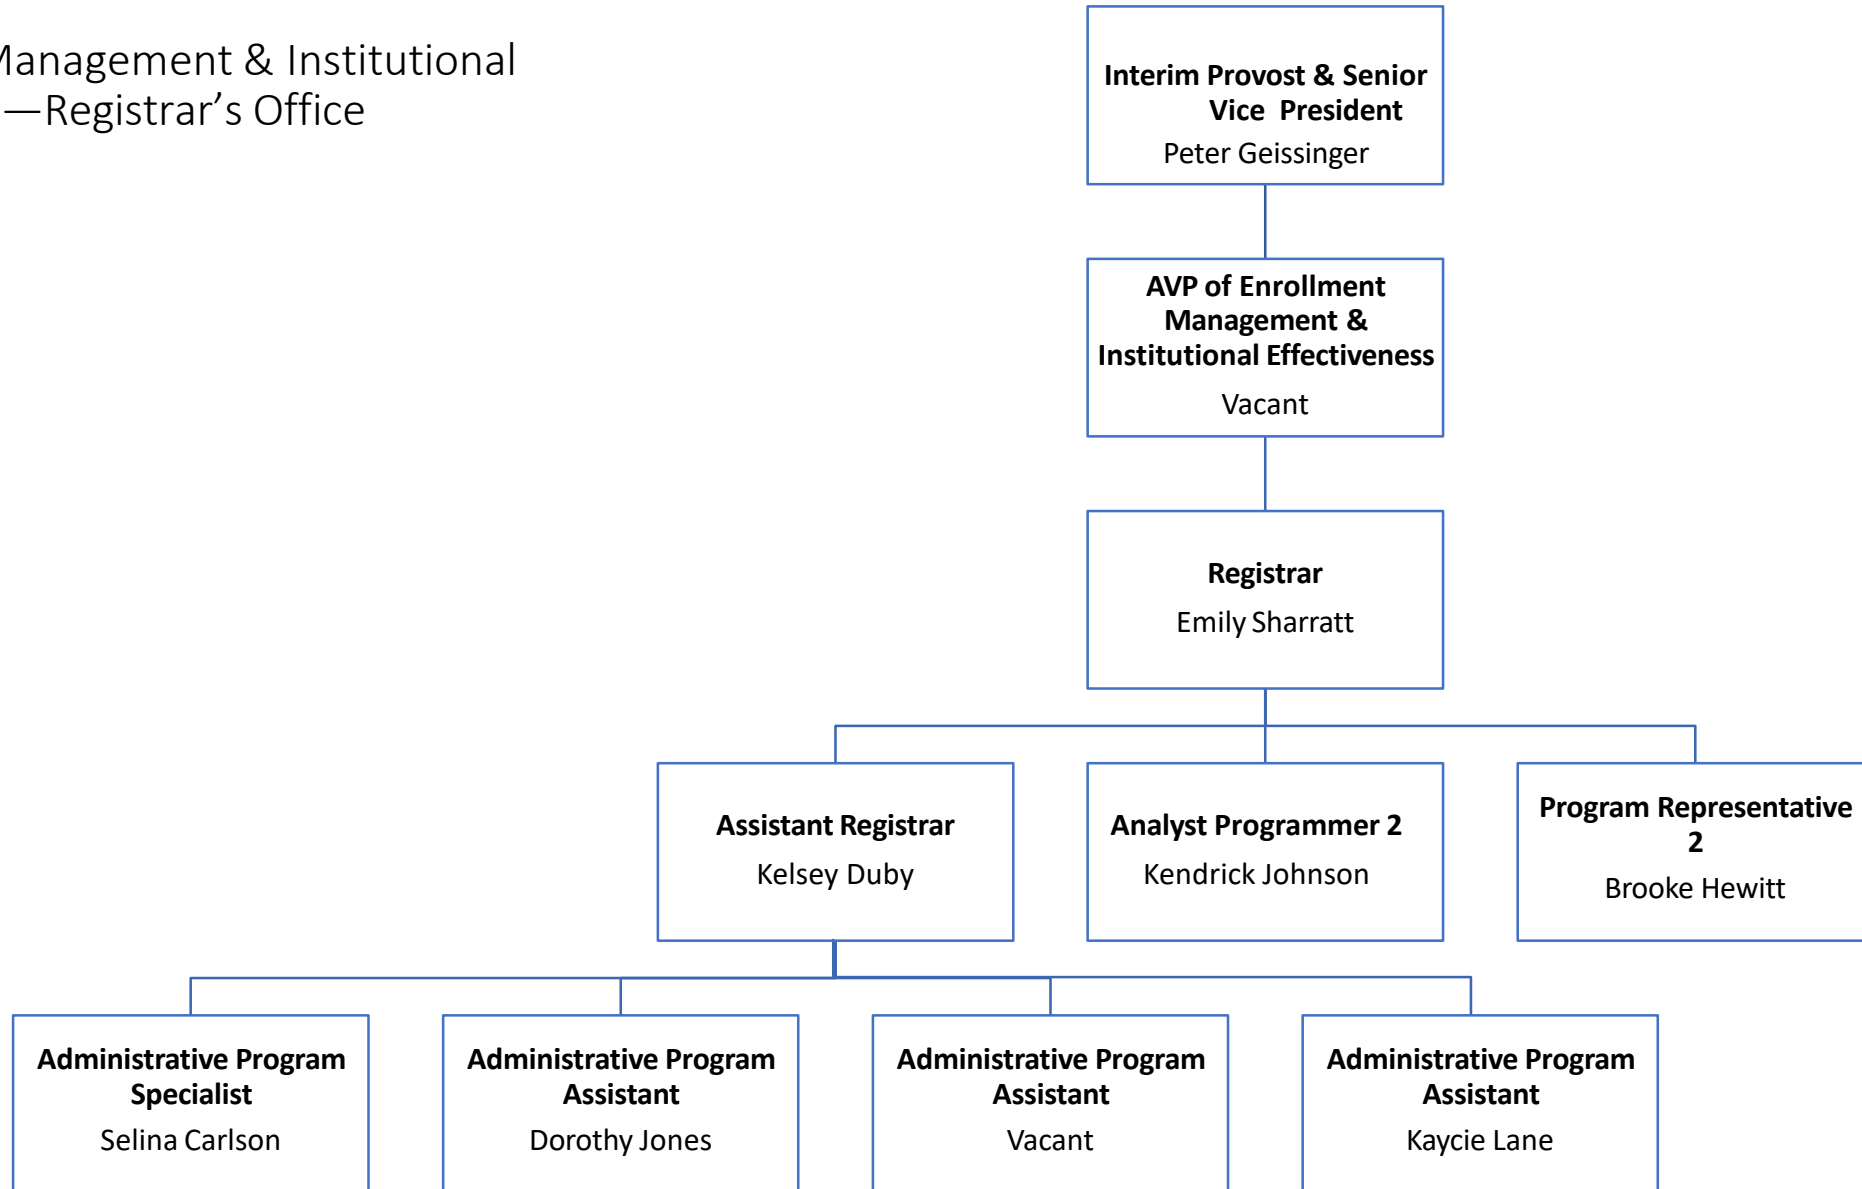 Management & Institutional
—Registrar’s Office
Interim Provost & Senior
Vice President
Peter Geissinger
AVP of Enrollment
Management &
Institutional Effectiveness
Vacant
Registrar
Emily Sharratt
Assistant Registrar
Kelsey Duby
Analyst Programmer 2
Kendrick Johnson
Program Representative
2
Brooke Hewitt
Administrative Program
Specialist
Selina Carlson
Administrative Program
Assistant
Dorothy Jones
Administrative Program
Assistant
Vacant
Administrative Program
Assistant
Kaycie Lane